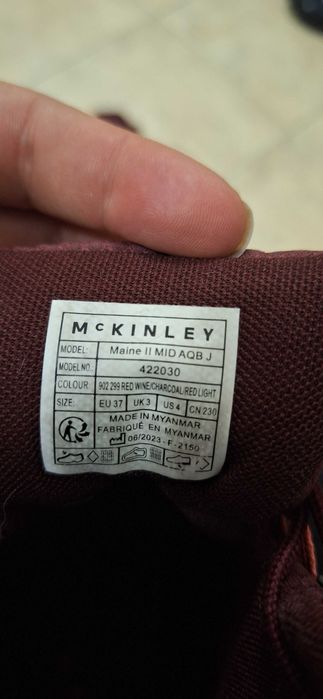 McKINLEY
MODEL: Maine II MID AQB J
MODEL NO.: 422030
COLOUR: 902 299 RED WINE/CHARCOAL/RED LIGHT
SIZE: EU 37 UK 3 US 4 CN 230
MADE IN MYANMAR
FABRIQUÉ EN MYANMAR
06/2023 - F - 2150